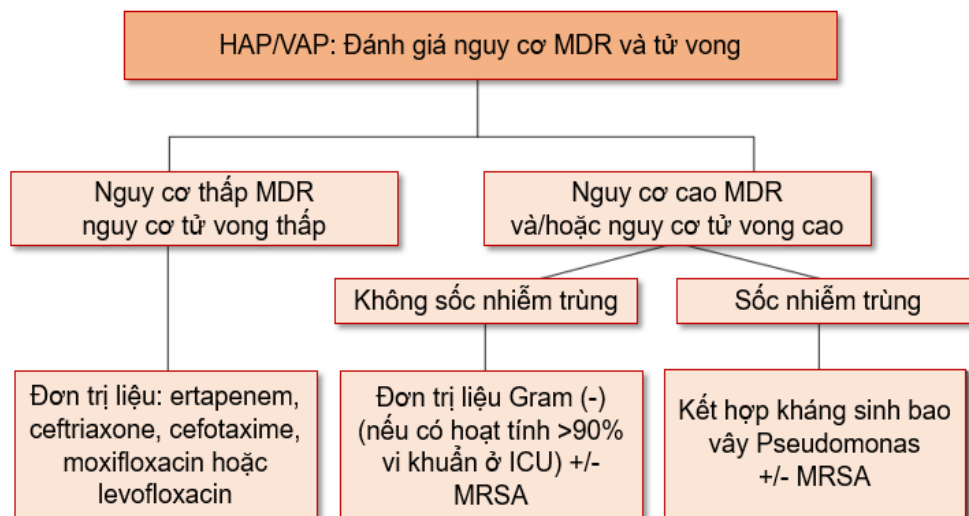 HAP/VAP: Đánh giá nguy cơ MDR và tử vong
Nguy cơ thấp MDR
nguy cơ tử vong thấp
Nguy cơ cao MDR
và/hoặc nguy cơ tử vong cao
Không sốc nhiễm trùng
Sốc nhiễm trùng
Đơn trị liệu: ertapenem,
ceftriaxone, cefotaxime,
moxifloxacin hoặc
levofloxacin
Đơn trị liệu Gram (-)
(nếu có hoạt tính >90%
vi khuẩn ở ICU) +/-
MRSA
Kết hợp kháng sinh bao
vây Pseudomonas
+/- MRSA